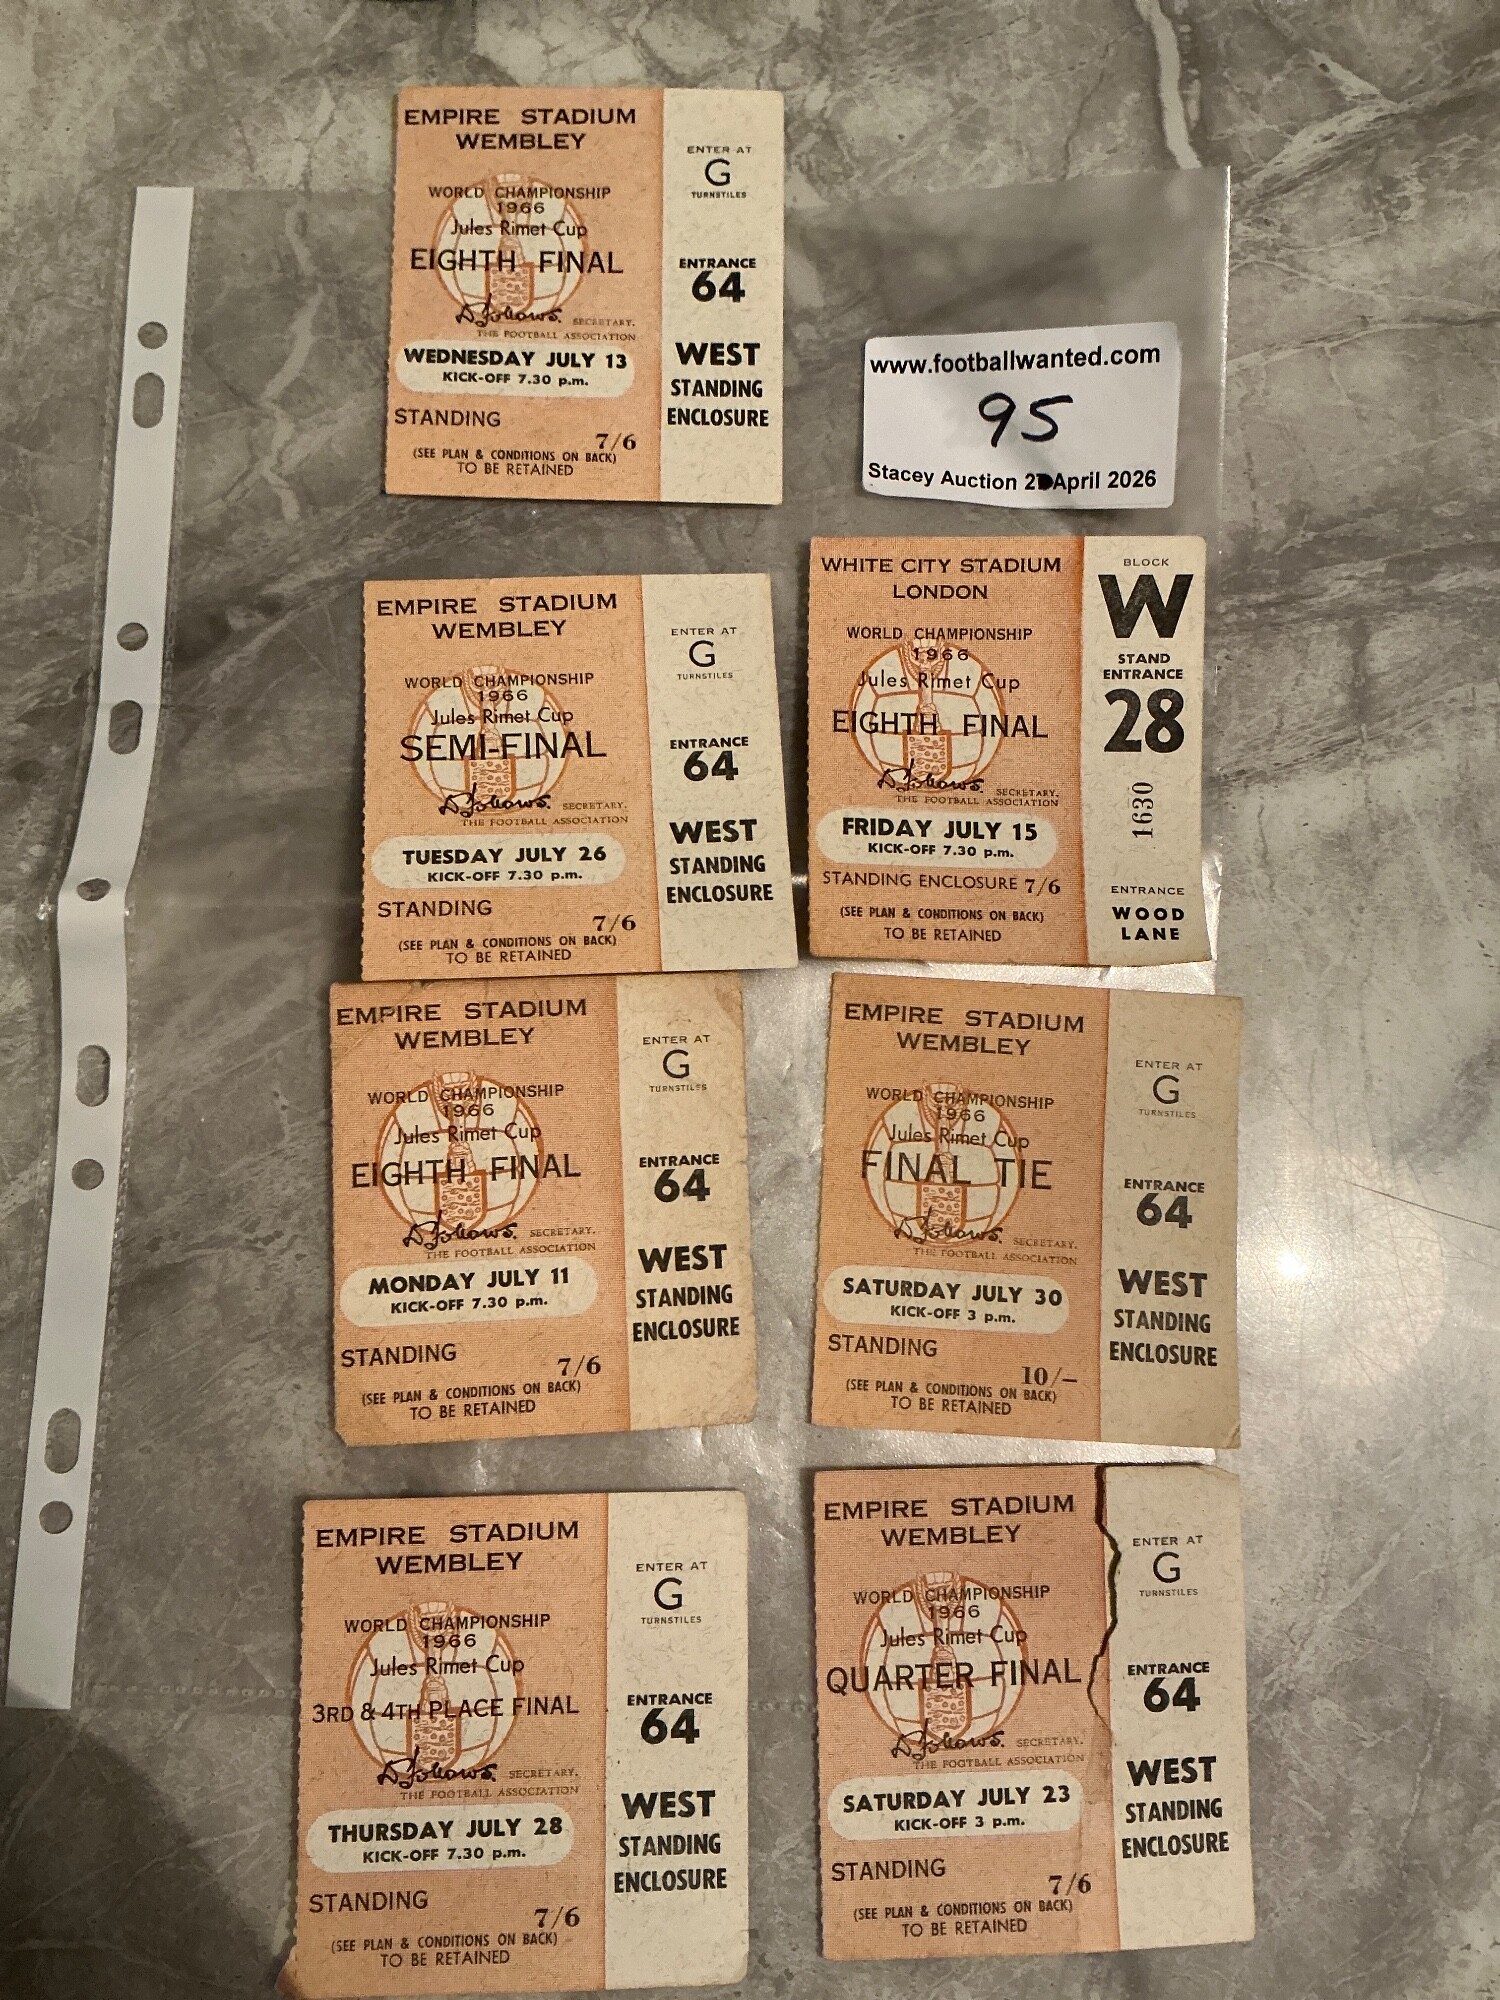 EMPIRE STADIUM
WEMBLEY
WORLD CHAMPIONSHIP
1966
Jules Rimet Cup
EIGHTH FINAL
D Follows.
SECRETARY.
THE FOOTBALL ASSOCIATION
WEDNESDAY JULY 13
KICK-OFF 7.30 p.m.
STANDING
7/6
(SEE PLAN & CONDITIONS ON BACK)
TO BE RETAINED
ENTER AT
G
TURNSTILES
ENTRANCE
64
WEST
STANDING
ENCLOSURE
www.footballwanted.com
95
Stacey Auction 2 April 2026
EMPIRE STADIUM
WEMBLEY
WORLD CHAMPIONSHIP
1966
Jules Rimet Cup
SEMI-FINAL
D Follows.
SECRETARY.
THE FOOTBALL ASSOCIATION
TUESDAY JULY 26
KICK-OFF 7.30 p.m.
STANDING
7/6
(SEE PLAN & CONDITIONS ON BACK)
TO BE RETAINED
ENTER AT
G
TURNSTILES
ENTRANCE
64
WEST
STANDING
ENCLOSURE
WHITE CITY STADIUM
LONDON
WORLD CHAMPIONSHIP
1966
Jules Rimet Cup
EIGHTH FINAL
D Follows.
SECRETARY.
THE FOOTBALL ASSOCIATION
FRIDAY JULY 15
KICK-OFF 7.30 p.m.
STANDING ENCLOSURE 7/6
(SEE PLAN & CONDITIONS ON BACK)
TO BE RETAINED
BLOCK
W
STAND
ENTRANCE
28
1630
ENTRANCE
WOOD
LANE
EMPIRE STADIUM
WEMBLEY
WORLD CHAMPIONSHIP
1966
Jules Rimet Cup
EIGHTH FINAL
D Follows.
SECRETARY.
THE FOOTBALL ASSOCIATION
MONDAY JULY 11
KICK-OFF 7.30 p.m.
STANDING
7/6
(SEE PLAN & CONDITIONS ON BACK)
TO BE RETAINED
ENTER AT
G
TURNSTILES
ENTRANCE
64
WEST
STANDING
ENCLOSURE
EMPIRE STADIUM
WEMBLEY
WORLD CHAMPIONSHIP
1966
Jules Rimet Cup
FINAL TIE
D Follows.
SECRETARY.
THE FOOTBALL ASSOCIATION
SATURDAY JULY 30
KICK-OFF 3 p.m.
STANDING
10/-
(SEE PLAN & CONDITIONS ON BACK)
TO BE RETAINED
ENTER AT
G
TURNSTILES
ENTRANCE
64
WEST
STANDING
ENCLOSURE
EMPIRE STADIUM
WEMBLEY
WORLD CHAMPIONSHIP
1966
Jules Rimet Cup
3RD & 4TH PLACE FINAL
D Follows.
SECRETARY.
THE FOOTBALL ASSOCIATION
THURSDAY JULY 28
KICK-OFF 7.30 p.m.
STANDING
7/6
(SEE PLAN & CONDITIONS ON BACK)
TO BE RETAINED
ENTER AT
G
TURNSTILES
ENTRANCE
64
WEST
STANDING
ENCLOSURE
EMPIRE STADIUM
WEMBLEY
WORLD CHAMPIONSHIP
1966
Jules Rimet Cup
QUARTER FINAL
D Follows.
SECRETARY.
THE FOOTBALL ASSOCIATION
SATURDAY JULY 23
KICK-OFF 3 p.m.
STANDING
7/6
(SEE PLAN & CONDITIONS ON BACK)
TO BE RETAINED
ENTER AT
G
TURNSTILES
ENTRANCE
64
WEST
STANDING
ENCLOSURE